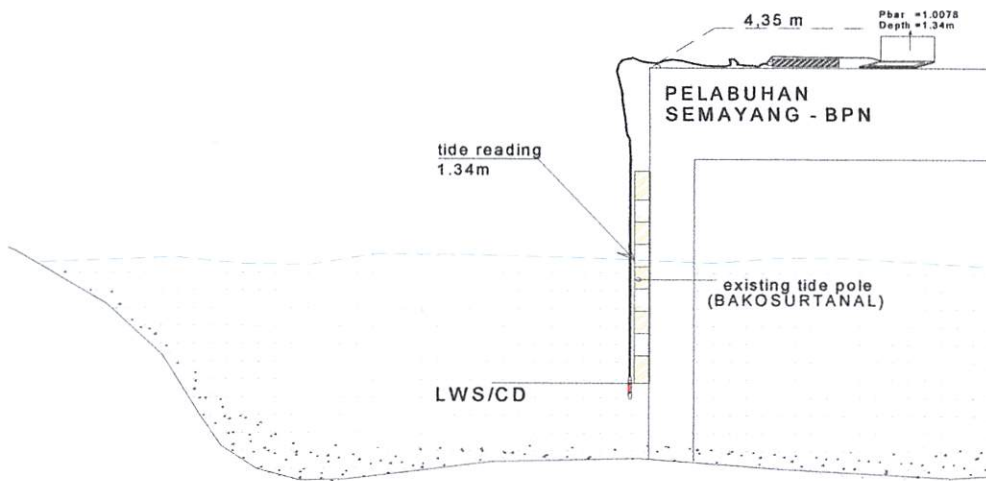 4,35 m
Pbar =1.0078
Depth =1.34m
PELABUHAN
SEMAYANG - BPN
tide reading
1.34m
existing tide pole
(BAKOSURTANAL)
LWS/CD